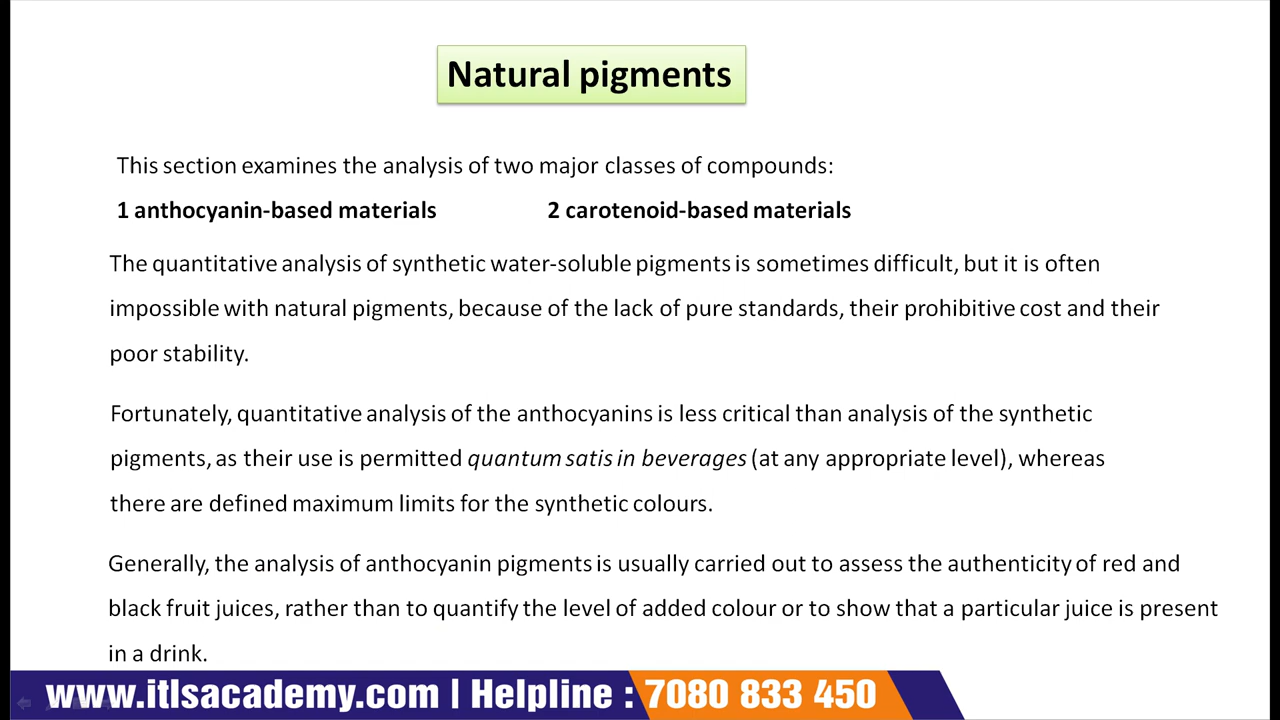 Natural pigments
This section examines the analysis of two major classes of compounds:
1 anthocyanin-based materials 2 carotenoid-based materials
The quantitative analysis of synthetic water-soluble pigments is sometimes difficult, but it is often
impossible with natural pigments, because of the lack of pure standards, their prohibitive cost and their
poor stability.
Fortunately, quantitative analysis of the anthocyanins is less critical than analysis of the synthetic
pigments, as their use is permitted quantum satis in beverages (at any appropriate level), whereas
there are defined maximum limits for the synthetic colours.
Generally, the analysis of anthocyanin pigments is usually carried out to assess the authenticity of red and
black fruit juices, rather than to quantify the level of added colour or to show that a particular juice is present
in a drink.
www.itlsacademy.com | Helpline : 7080 833 450